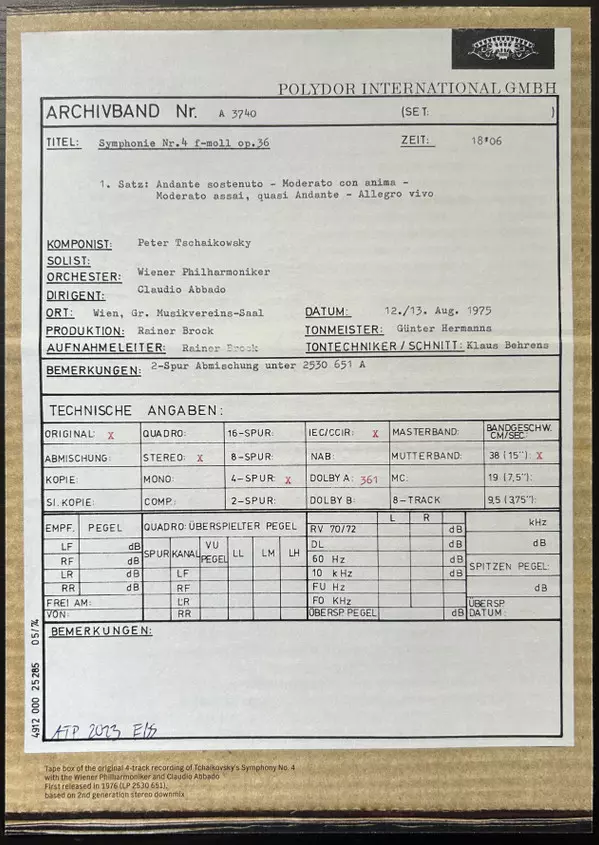 POLYDOR INTERNATIONAL GMBH
ARCHIVBAND Nr. A 3740 (SET: )
TITEL: Symphonie Nr.4 f-moll op.36 ZEIT: 18'06
1. Satz: Andante sostenuto - Moderato con anima -
Moderato assai, quasi Andante - Allegro vivo
KOMPONIST: Peter Tschaikowsky
SOLIST:
ORCHESTER: Wiener Philharmoniker
DIRIGENT: Claudio Abbado
ORT: Wien, Gr. Musikvereins-Saal DATUM: 12./13. Aug. 1975
PRODUKTION: Rainer Brock TONMEISTER: Günter Hermanns
AUFNAHMELEITER: Rainer Brock TONTECHNIKER / SCHNITT: Klaus Behrens
BEMERKUNGEN: 2-Spur Abmischung unter 2530 651 A
TECHNISCHE ANGABEN:
ORIGINAL: X QUADRO: 16-SPUR: IEC/CCIR: X MASTERBAND: BANDGESCHW. CM/SEC:
ABMISCHUNG: STEREO: X 8-SPUR: NAB: MUTTERBAND: 38 (15"): X
KOPIE: MONO: 4-SPUR: X DOLBY A: 361 MC: 19 (7,5"):
SI. KOPIE: COMP.: 2-SPUR: DOLBY B: 8-TRACK 9,5 (3,75"):
EMPF. PEGEL QUADRO: ÜBERSPIELTER PEGEL L R kHz
RV 70/72 dB
LF dB SPUR KANAL VU PEGEL LL LM LH DL dB
RF dB 60 Hz SPITZEN PEGEL:
LR dB LF 10 kHz dB
RR dB RF FU Hz dB
FREI AM: LR FO KHz ÜBERSP
VON: RR ÜBERSP PEGEL dB DATUM:
BEMERKUNGEN:
4912 000 25285 05/74
ATP 2023 EBS
Tape box of the original 4-track recording of Tchaikovsky's Symphony No. 4
with the Wiener Philharmoniker and Claudio Abbado
First released in 1976 (LP 2530 651),
based on 2nd generation stereo downmix